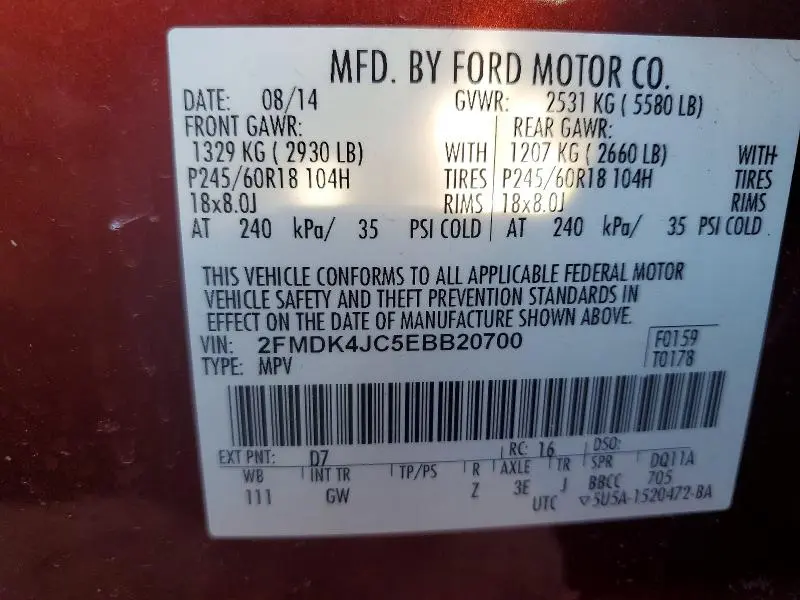 MFD. BY FORD MOTOR CO.
DATE: 08/14 GVWR: 2531 KG ( 5580 LB)
FRONT GAWR: REAR GAWR:
1329 KG ( 2930 LB) WITH 1207 KG ( 2660 LB) WITH
P245/60R18 104H TIRES P245/60R18 104H TIRES
18x8.0J RIMS 18x8.0J RIMS
AT 240 kPa/ 35 PSI COLD AT 240 kPa/ 35 PSI COLD
THIS VEHICLE CONFORMS TO ALL APPLICABLE FEDERAL MOTOR
VEHICLE SAFETY AND THEFT PREVENTION STANDARDS IN
EFFECT ON THE DATE OF MANUFACTURE SHOWN ABOVE.
VIN: 2FMDK4JC5EBB20700 F0159
TYPE: MPV T0178
EXT PNT: D7 RC: 16 DSO:
WB INT TR TP/PS R AXLE TR SPR DQ11A
111 GW Z 3E J BBCC 705
UTC 5U5A-1520472-BA